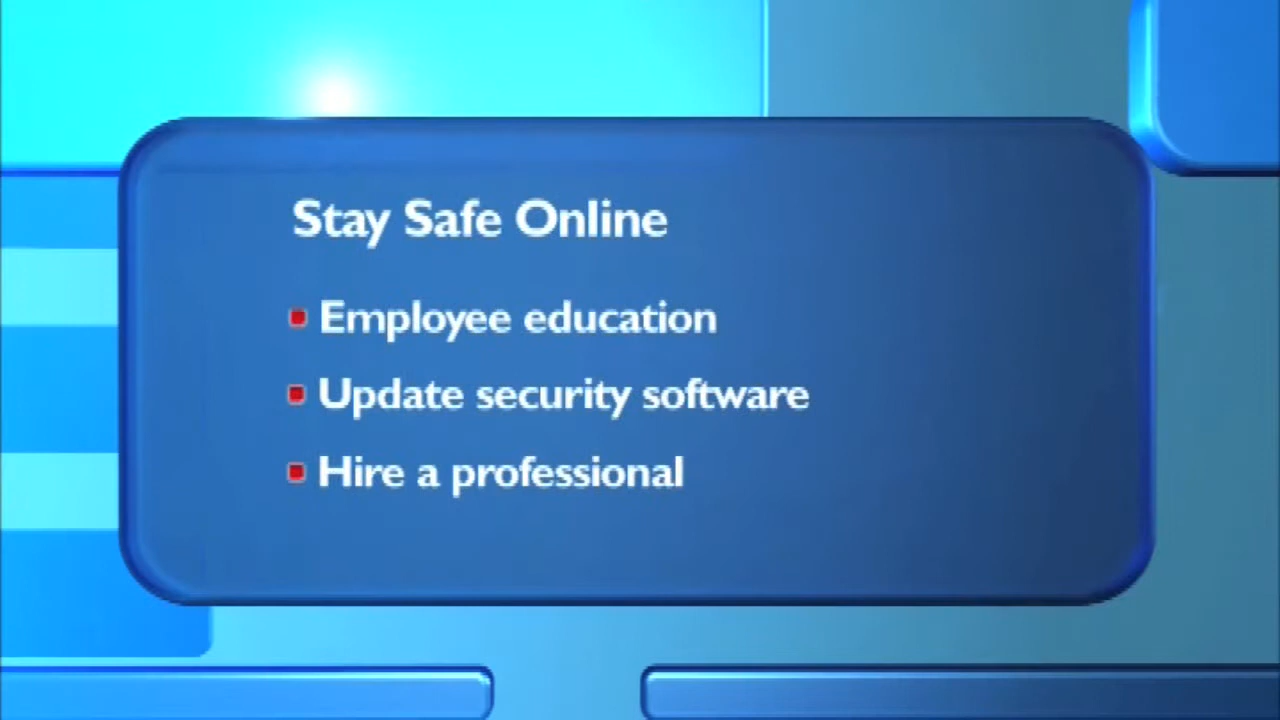 Stay Safe Online
Employee education
Update security software
Hire a professional